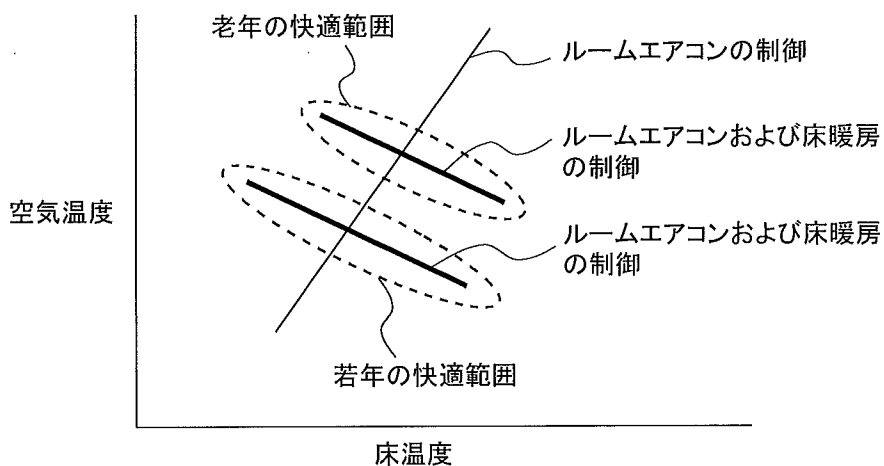 老年の快適範囲
ルームエアコンの制御
ルームエアコンおよび床暖房
の制御
空気温度
ルームエアコンおよび床暖房
の制御
若年の快適範囲
床温度